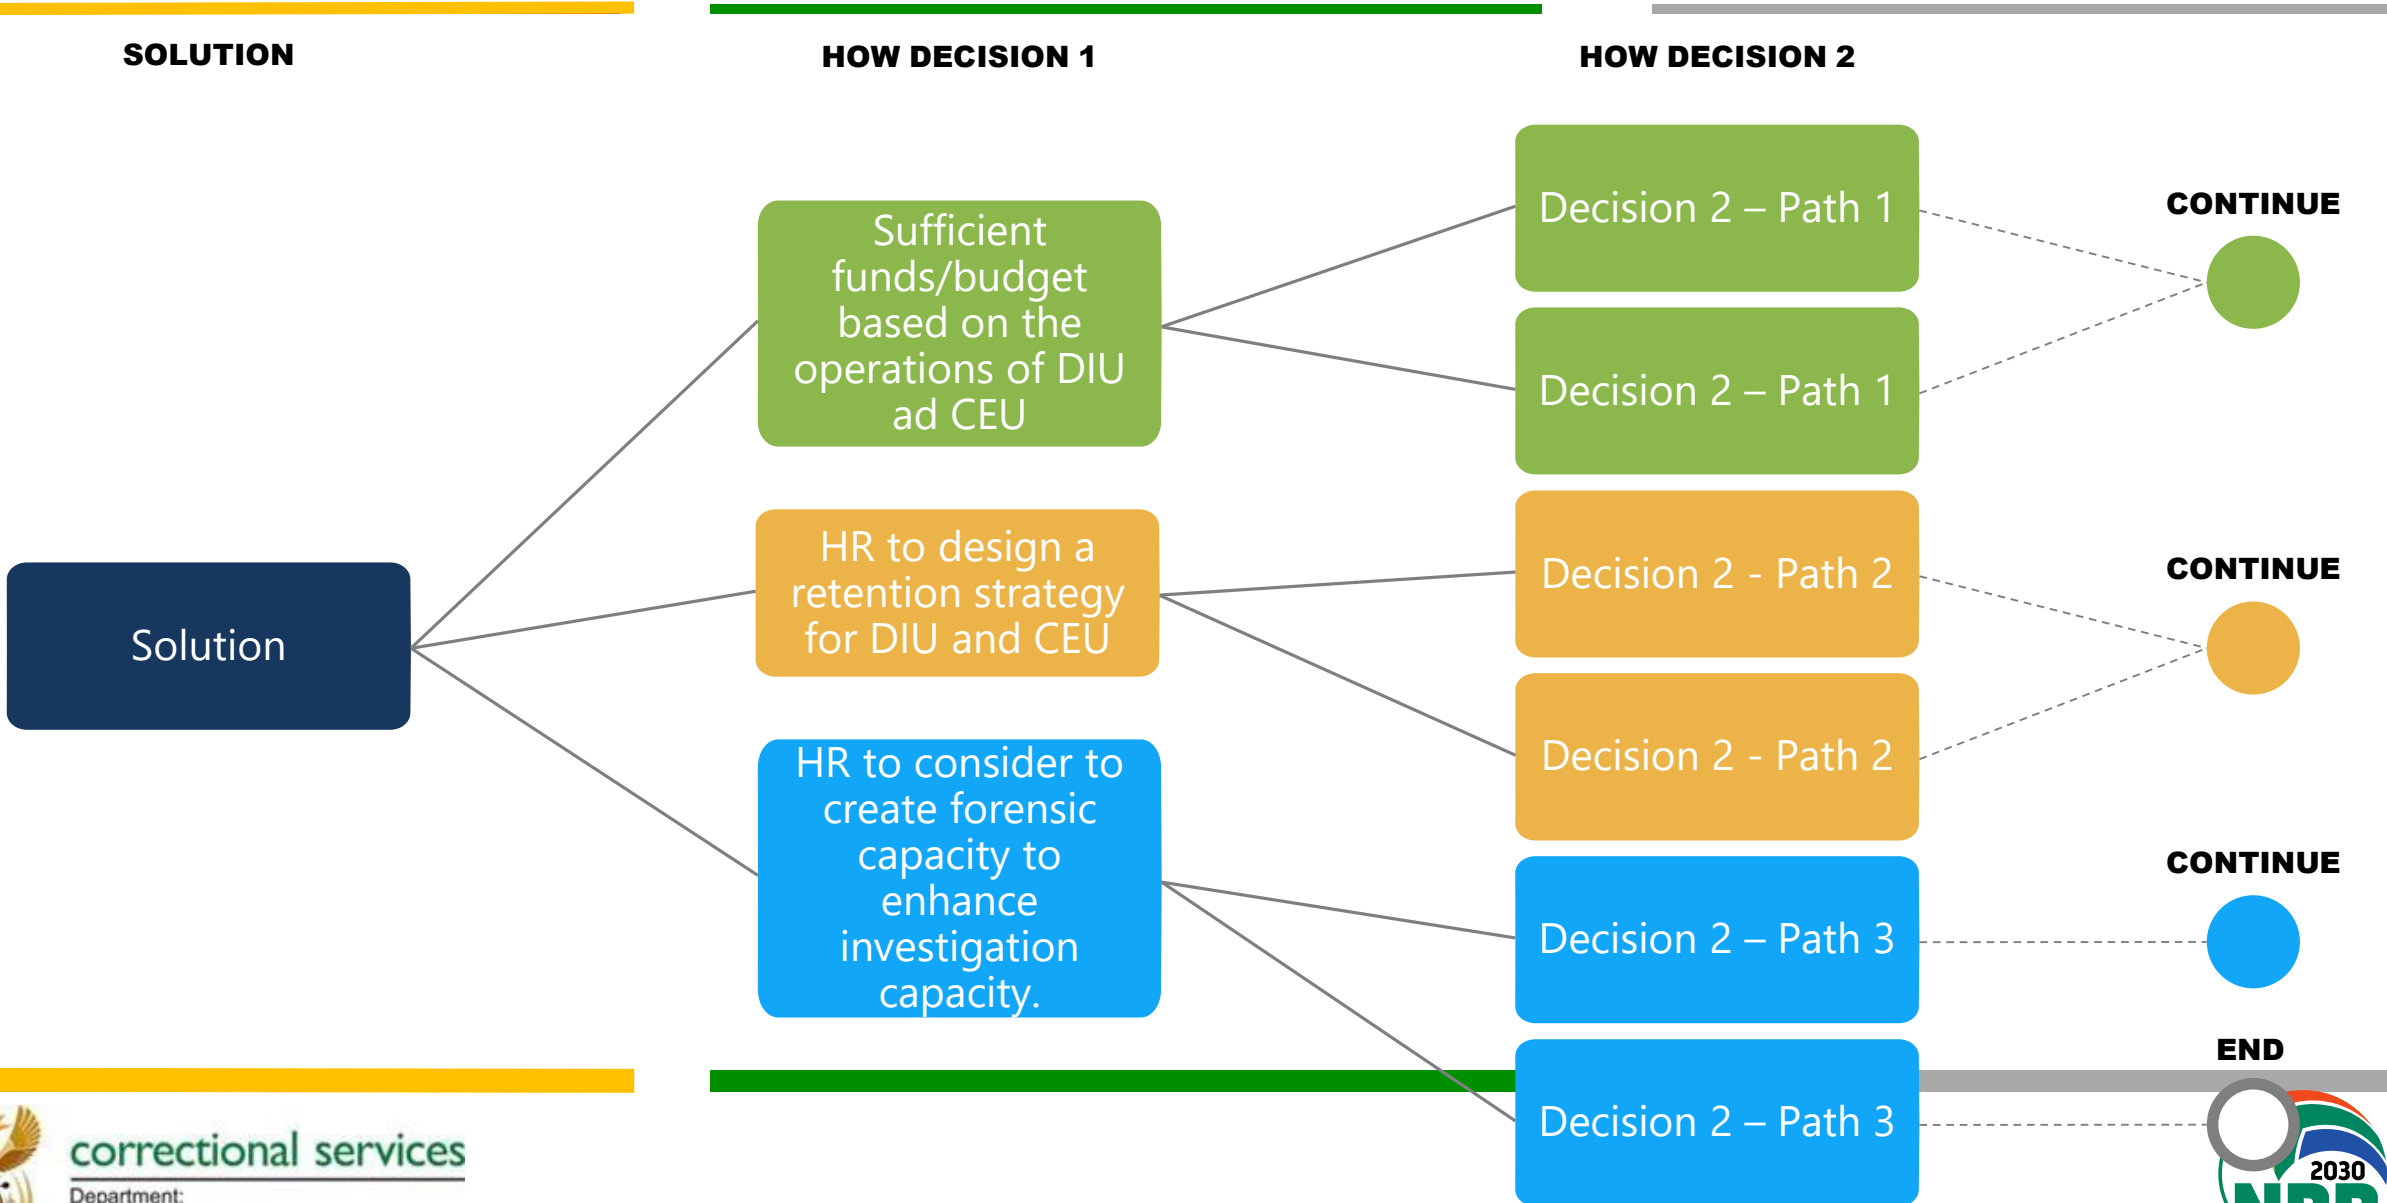 SOLUTION
HOW DECISION 1
HOW DECISION 2
Solution
Sufficient
funds/budget
based on the
operations of DIU
ad CEU
HR to design a
retention strategy
for DIU and CEU
HR to consider to
create forensic
capacity to
enhance
investigation
capacity.
Decision 2 – Path 1
Decision 2 – Path 1
Decision 2 - Path 2
Decision 2 - Path 2
Decision 2 – Path 3
Decision 2 – Path 3
CONTINUE
CONTINUE
CONTINUE
END
correctional services
Department:
2030
NDP